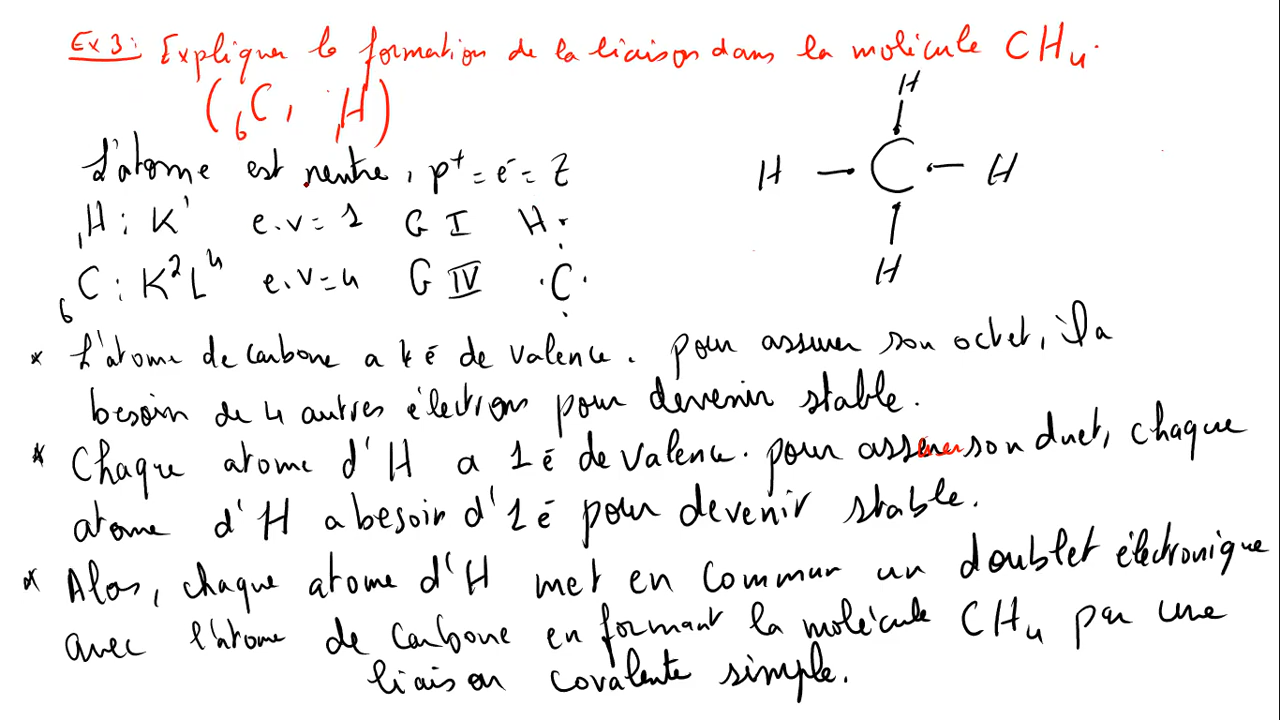 Ex 3: Expliquer la formation de la liaison dans la molécule CH₄.
(₆C, ₁H)
L'atome est neutre, p⁺ = e⁻ = Z
₁H : K¹ e.v = 1 G I H·
₆C : K²L⁴ e.v = 4 G IV ·C·
H
H — C — H
H
* L'atome de carbone a 4 é de valence. pour assurer son octet, il a
besoin de 4 autres électrons pour devenir stable.
* Chaque atome d'H a 1 é de valence. pour assurer son duet, chaque
atome d'H a besoin d'1 é pour devenir stable.
* Alors, chaque atome d'H met en commun un doublet électronique
avec l'atome de carbone en formant la molécule CH₄ par une
liaison covalente simple.